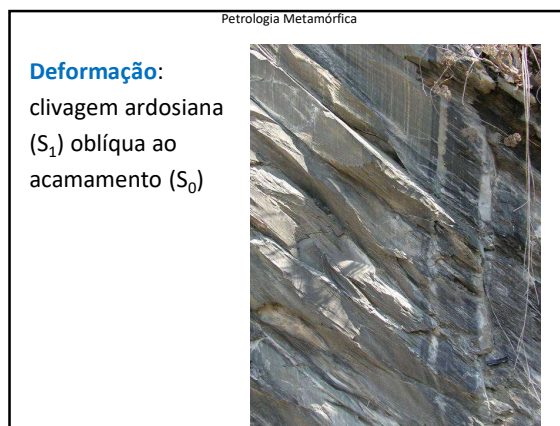 Petrologia Metamórfica
Deformação:
clivagem ardosiana
(S₁) oblíqua ao
acamamento (S₀)